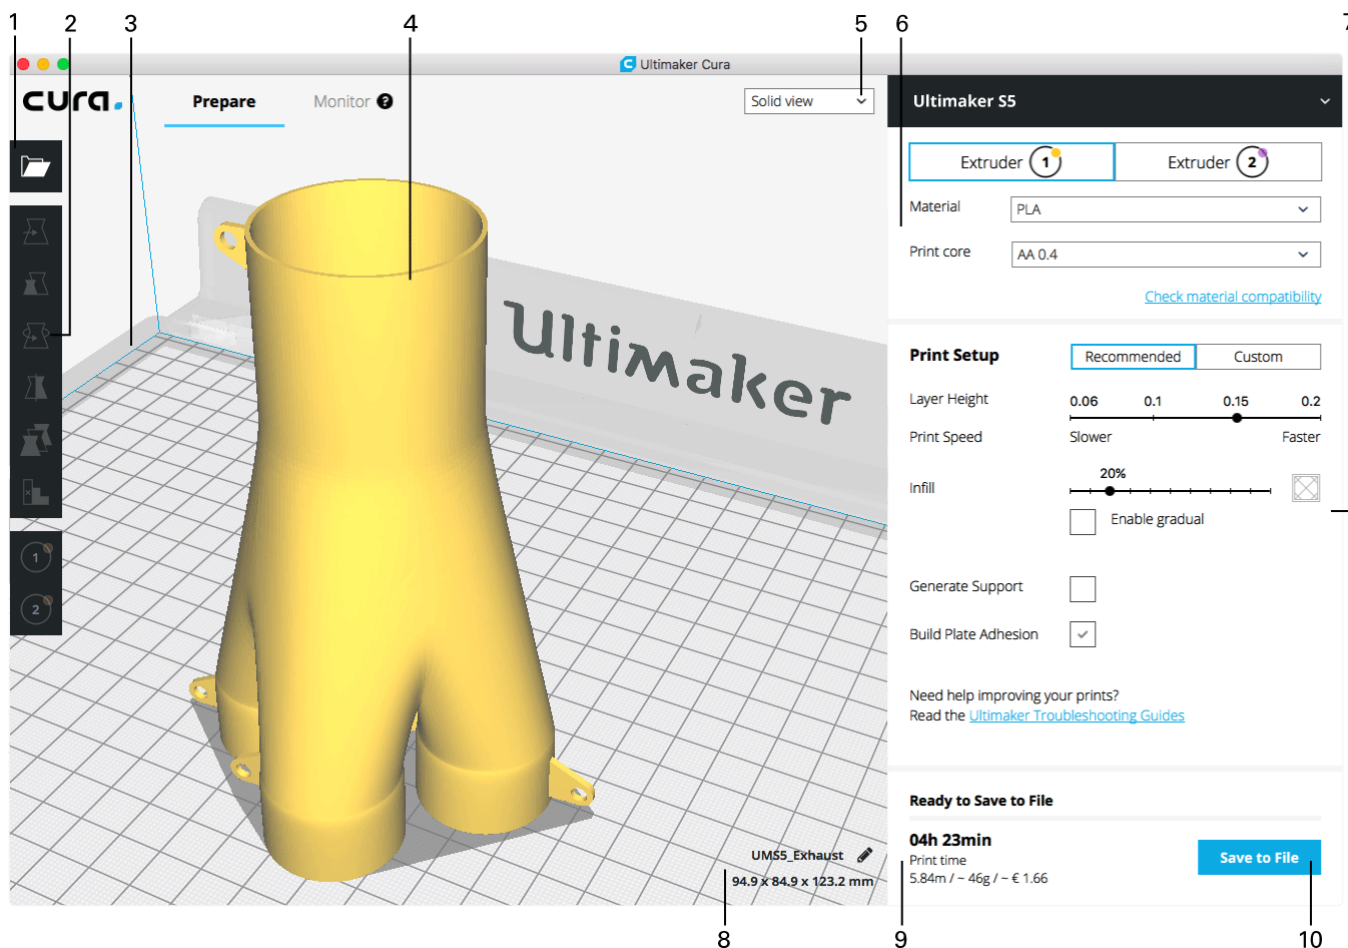 1 2 3 4 5 6 7
Ultimaker Cura
cura.
Prepare Monitor ?
Solid view
Ultimaker S5
Extruder 1 Extruder 2
Material PLA
Print core AA 0.4
Check material compatibility
Ultimaker
Print Setup Recommended Custom
Layer Height 0.06 0.1 0.15 0.2
Print Speed Slower Faster
20%
Infill
Enable gradual
1
2
Generate Support
Build Plate Adhesion
Need help improving your prints?
Read the Ultimaker Troubleshooting Guides
Ready to Save to File
04h 23min
Print time
5.84m / ~ 46g / ~ € 1.66
Save to File
UMS5_Exhaust
94.9 x 84.9 x 123.2 mm
8 9 10